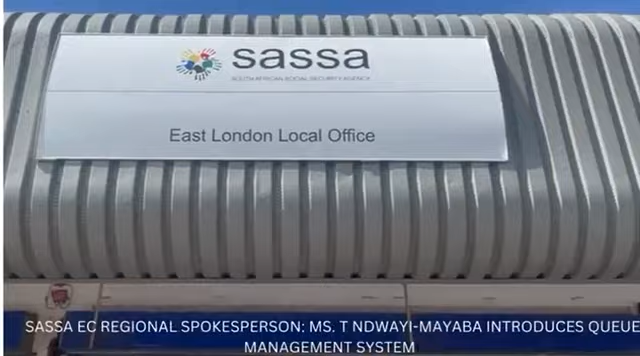 sassa
SOUTH AFRICAN SOCIAL SECURITY AGENCY
East London Local Office
SASSA EC REGIONAL SPOKESPERSON: MS. T NDWAYI-MAYABA INTRODUCES QUEUE
MANAGEMENT SYSTEM